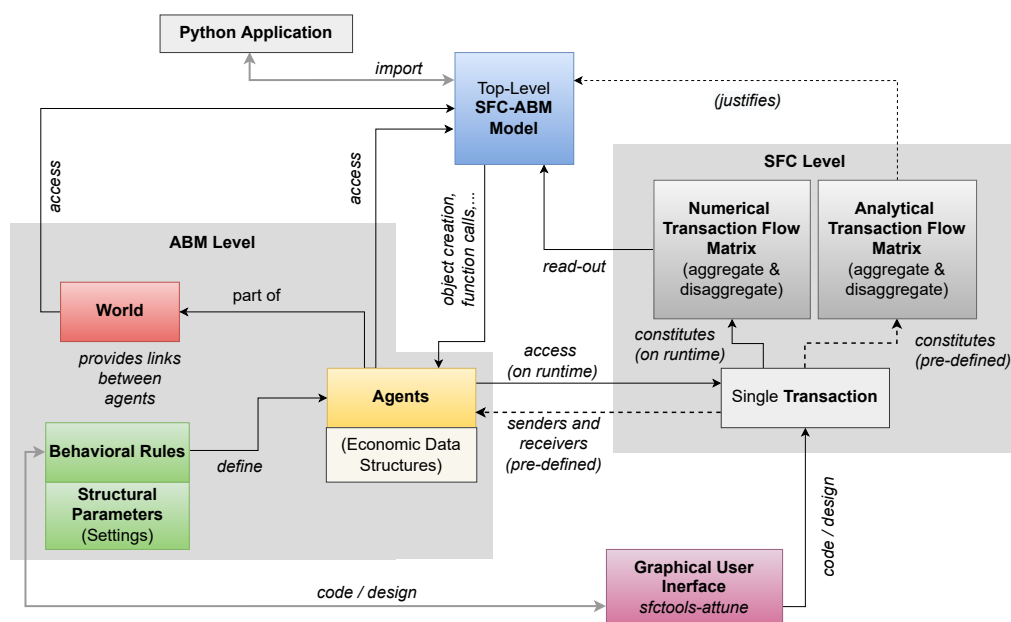 Python Application
import
Top-Level
SFC-ABM
Model
(justifies)
access
access
object creation,
function calls,...
SFC Level
Numerical
Transaction Flow
Matrix
(aggregate &
disaggregate)
Analytical
Transaction Flow
Matrix
(aggregate &
disaggregate)
read-out
ABM Level
World
part of
provides links
between
agents
constitutes
(on runtime)
constitutes
(pre-defined)
access
(on runtime)
Agents
(Economic Data
Structures)
Single Transaction
senders and
receivers
(pre-defined)
Behavioral Rules
define
Structural
Parameters
(Settings)
code / design
code / design
Graphical User
Inerface
sfctools-attune